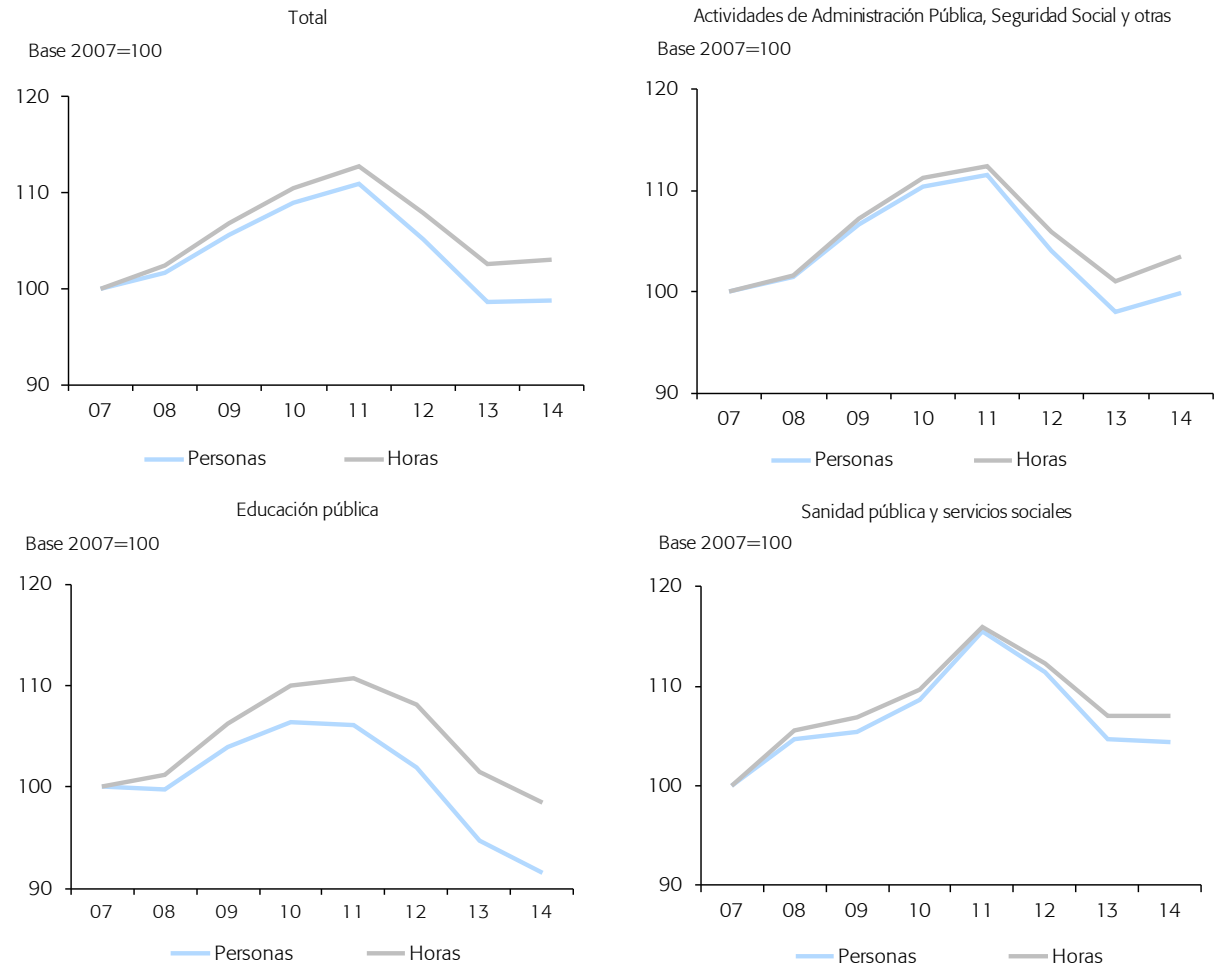 Total
Base 2007=100
120
110
100
90
07 08 09 10 11 12 13 14
Personas Horas
Actividades de Administración Pública, Seguridad Social y otras
Base 2007=100
120
110
100
90
07 08 09 10 11 12 13 14
Personas Horas
Educación pública
Base 2007=100
120
110
100
90
07 08 09 10 11 12 13 14
Personas Horas
Sanidad pública y servicios sociales
Base 2007=100
120
110
100
90
07 08 09 10 11 12 13 14
Personas Horas